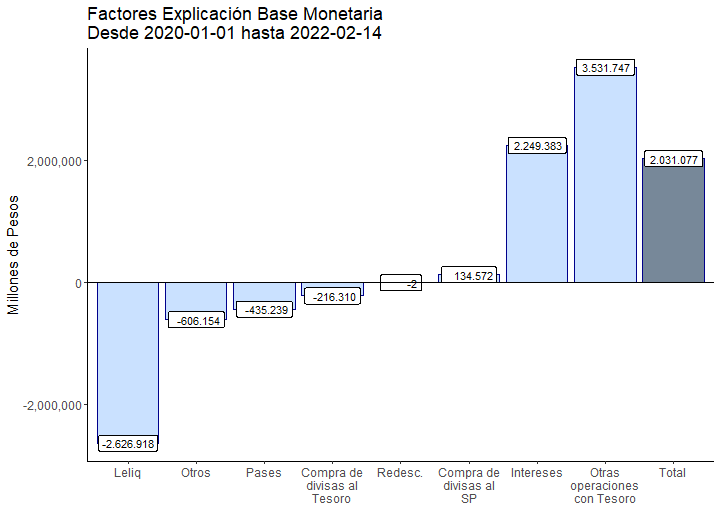 Factores Explicación Base Monetaria
Desde 2020-01-01 hasta 2022-02-14
Millones de Pesos
2,000,000
0
-2,000,000
-2.626.918
-606.154
-435.239
-216.310
-2
134.572
2.249.383
3.531.747
2.031.077
Leliq
Otros
Pases
Compra de
divisas al
Tesoro
Redesc.
Compra de
divisas al
SP
Intereses
Otras
operaciones
con Tesoro
Total